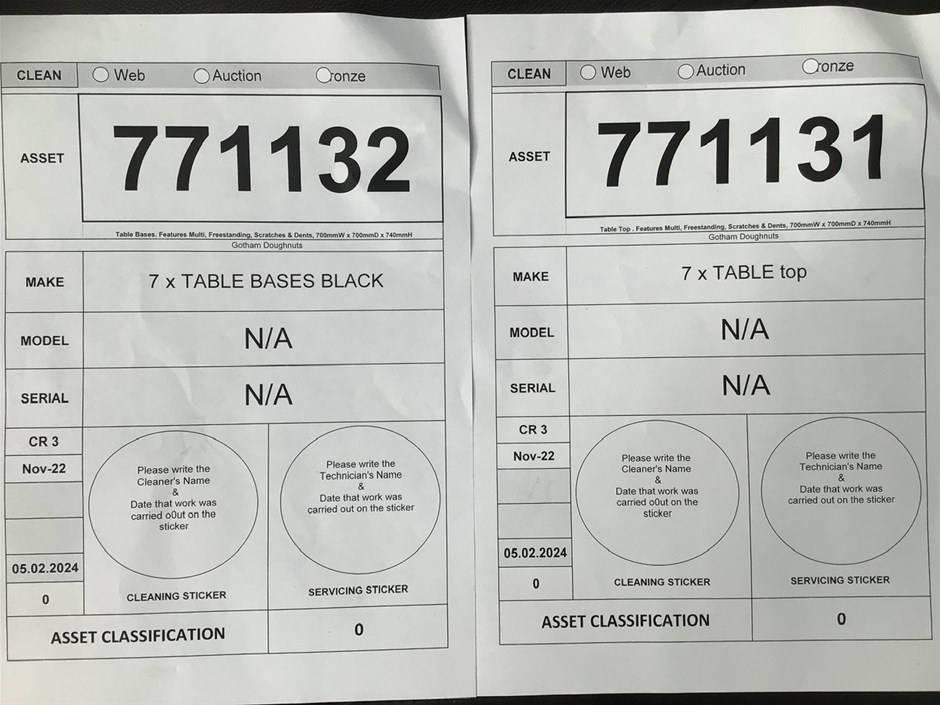 CLEAN Web Auction ronze
ASSET 771132
Table Bases. Features Multi, Freestanding, Scratches & Dents, 700mmW x 700mmD x 740mmH
Gotham Doughnuts
MAKE 7 x TABLE BASES BLACK
MODEL N/A
SERIAL N/A
CR 3
Nov-22
05.02.2024
0
Please write the
Cleaner's Name
&
Date that work was
carried o0ut on the
sticker
CLEANING STICKER
Please write the
Technician's Name
&
Date that work was
carried out on the sticker
SERVICING STICKER
ASSET CLASSIFICATION 0
CLEAN Web Auction ronze
ASSET 771131
Table Top . Features Multi, Freestanding, Scratches & Dents, 700mmW x 700mmD x 740mmH
Gotham Doughnuts
MAKE 7 x TABLE top
MODEL N/A
SERIAL N/A
CR 3
Nov-22
05.02.2024
0
Please write the
Cleaner's Name
&
Date that work was
carried o0ut on the
sticker
CLEANING STICKER
Please write the
Technician's Name
&
Date that work was
carried out on the sticker
SERVICING STICKER
ASSET CLASSIFICATION 0